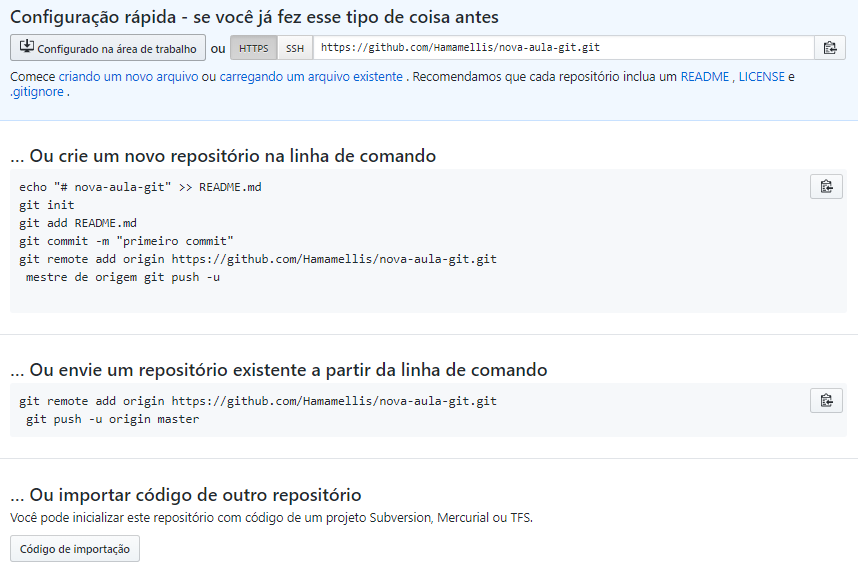 Configuração rápida - se você já fez esse tipo de coisa antes
Configurado na área de trabalho ou HTTPS SSH https://github.com/Hamamellis/nova-aula-git.git
Comece criando um novo arquivo ou carregando um arquivo existente . Recomendamos que cada repositório inclua um README , LICENSE e
.gitignore .
... Ou crie um novo repositório na linha de comando
echo "# nova-aula-git" >> README.md
git init
git add README.md
git commit -m "primeiro commit"
git remote add origin https://github.com/Hamamellis/nova-aula-git.git
mestre de origem git push -u
... Ou envie um repositório existente a partir da linha de comando
git remote add origin https://github.com/Hamamellis/nova-aula-git.git
git push -u origin master
... Ou importar código de outro repositório
Você pode inicializar este repositório com código de um projeto Subversion, Mercurial ou TFS.
Código de importação